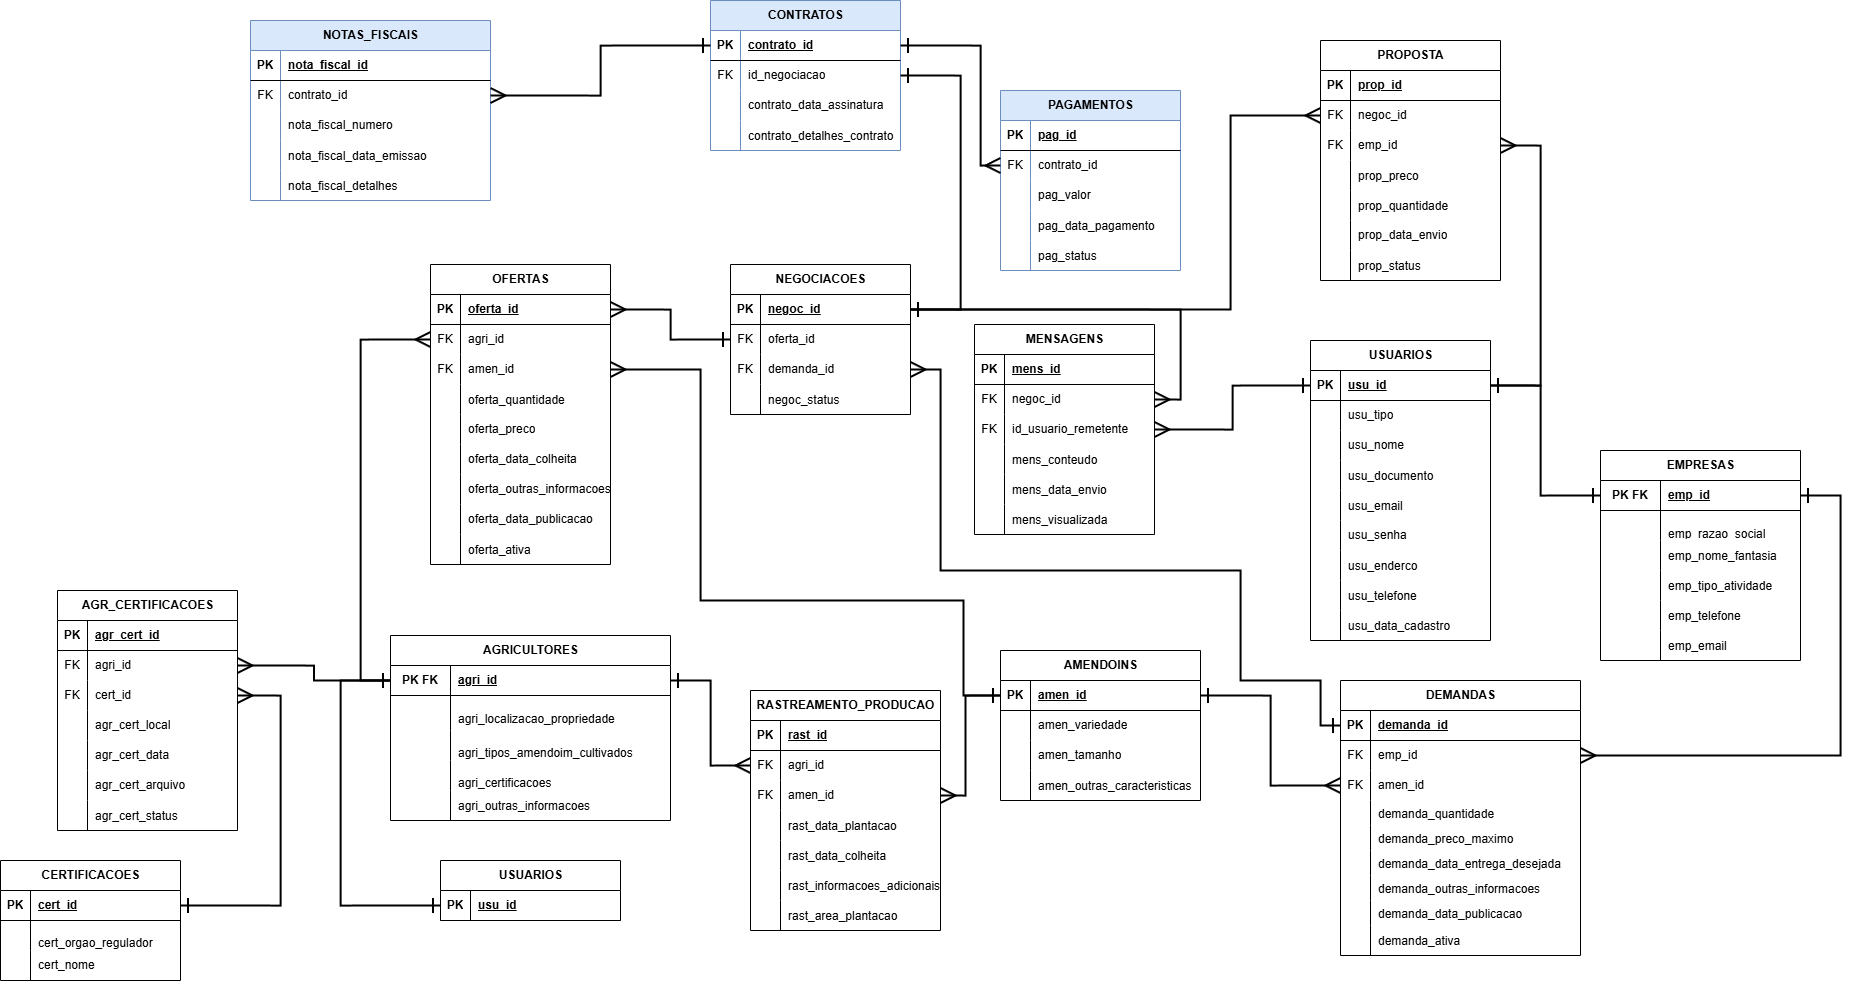 NOTAS_FISCAIS
PK nota_fiscal_id
FK contrato_id
nota_fiscal_numero
nota_fiscal_data_emissao
nota_fiscal_detalhes
CONTRATOS
PK contrato_id
FK id_negociacao
contrato_data_assinatura
contrato_detalhes_contrato
PAGAMENTOS
PK pag_id
FK contrato_id
pag_valor
pag_data_pagamento
pag_status
PROPOSTA
PK prop_id
FK negoc_id
FK emp_id
prop_preco
prop_quantidade
prop_data_envio
prop_status
OFERTAS
PK oferta_id
FK agri_id
FK amen_id
oferta_quantidade
oferta_preco
oferta_data_colheita
oferta_outras_informacoes
oferta_data_publicacao
oferta_ativa
NEGOCIACOES
PK negoc_id
FK oferta_id
FK demanda_id
negoc_status
MENSAGENS
PK mens_id
FK negoc_id
FK id_usuario_remetente
mens_conteudo
mens_data_envio
mens_visualizada
USUARIOS
PK usu_id
usu_tipo
usu_nome
usu_documento
usu_email
usu_senha
usu_enderco
usu_telefone
usu_data_cadastro
EMPRESAS
PK FK emp_id
emp_razao_social
emp_nome_fantasia
emp_tipo_atividade
emp_telefone
emp_email
AGR_CERTIFICACOES
PK agr_cert_id
FK agri_id
FK cert_id
agr_cert_local
agr_cert_data
agr_cert_arquivo
agr_cert_status
AGRICULTORES
PK FK agri_id
agri_localizacao_propriedade
agri_tipos_amendoim_cultivados
agri_certificacoes
agri_outras_informacoes
RASTREAMENTO_PRODUCAO
PK rast_id
FK agri_id
FK amen_id
rast_data_plantacao
rast_data_colheita
rast_informacoes_adicionais
rast_area_plantacao
AMENDOINS
PK amen_id
amen_variedade
amen_tamanho
amen_outras_caracteristicas
DEMANDAS
PK demanda_id
FK emp_id
FK amen_id
demanda_quantidade
demanda_preco_maximo
demanda_data_entrega_desejada
demanda_outras_informacoes
demanda_data_publicacao
demanda_ativa
CERTIFICACOES
PK cert_id
cert_orgao_regulador
cert_nome
USUARIOS
PK usu_id